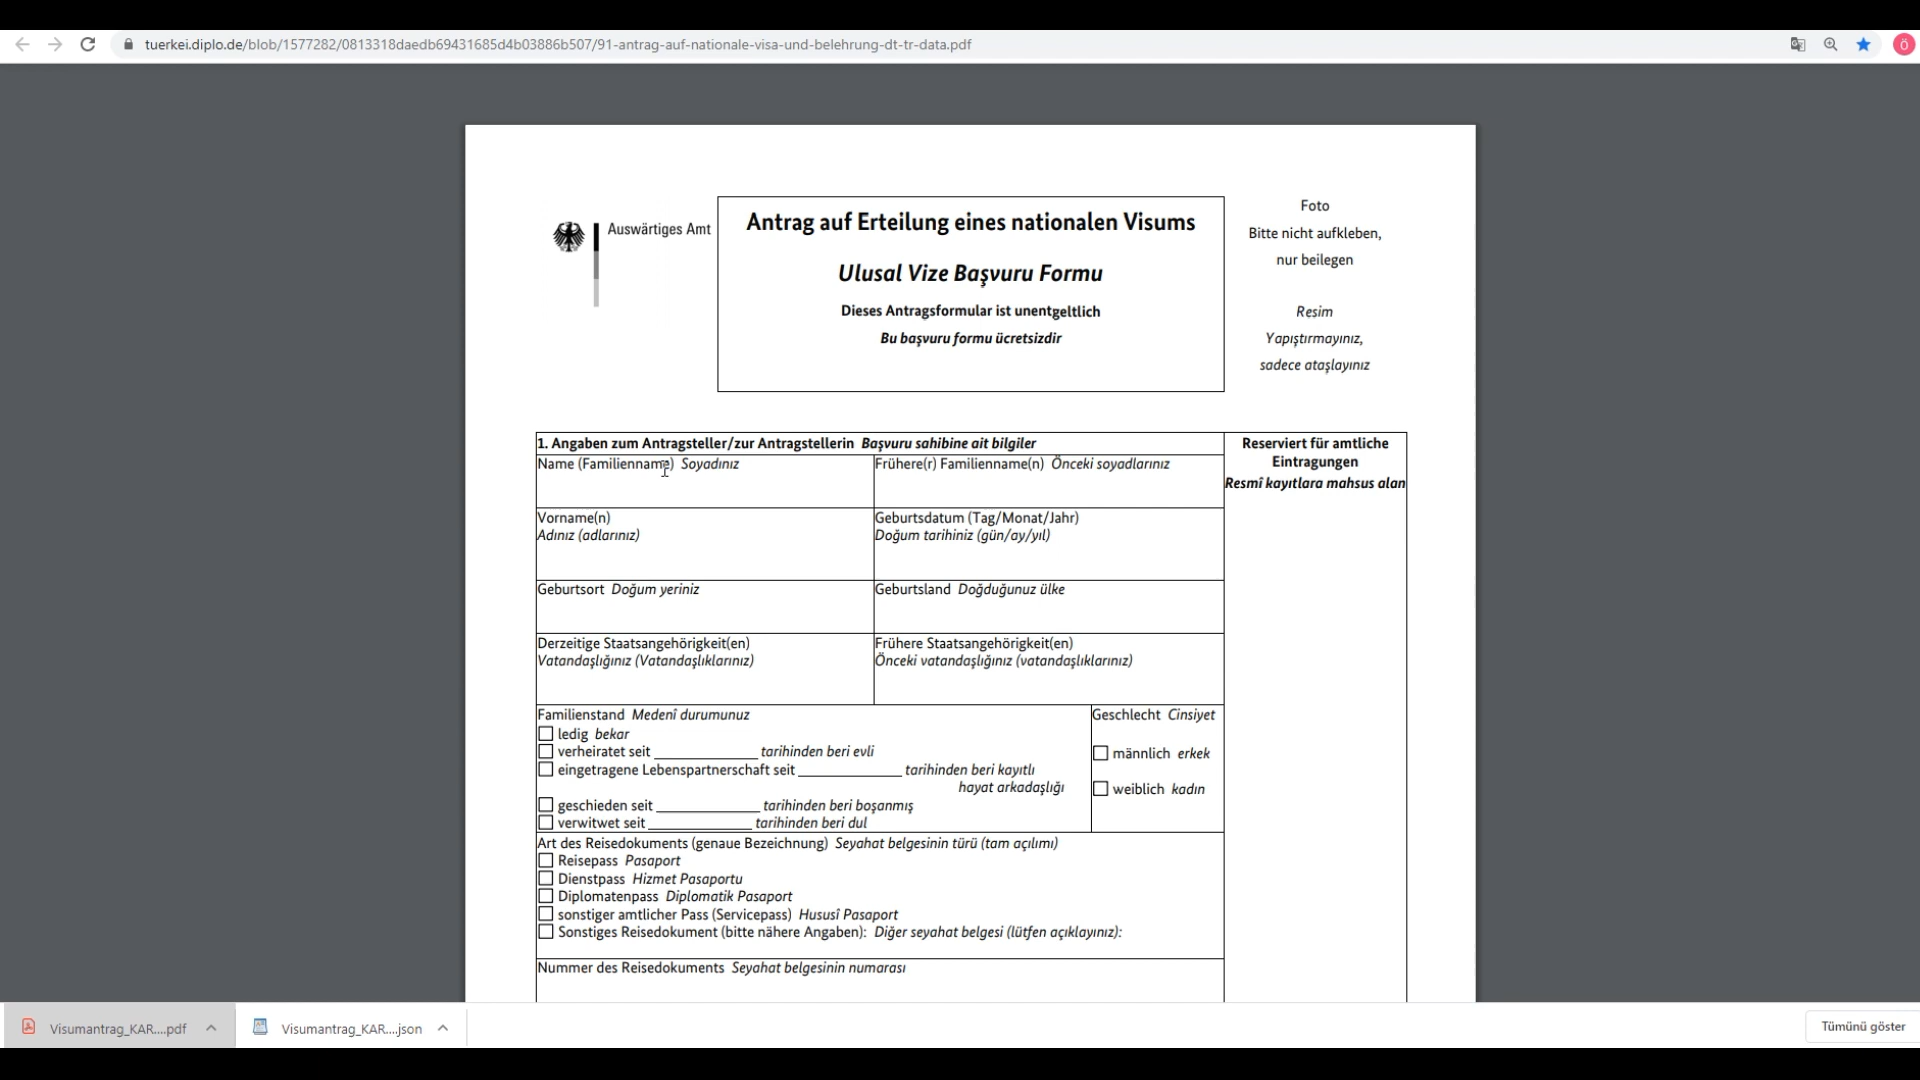 tuerkei.diplo.de/blob/1577282/0813318daedb69431685d4b03886b507/91-antrag-auf-nationale-visa-und-belehrung-dt-tr-data.pdf
Ö
Auswärtiges Amt
Antrag auf Erteilung eines nationalen Visums
Ulusal Vize Başvuru Formu
Dieses Antragsformular ist unentgeltlich
Bu başvuru formu ücretsizdir
Foto
Bitte nicht aufkleben,
nur beilegen
Resim
Yapıştırmayınız,
sadece ataşlayınız
1. Angaben zum Antragsteller/zur Antragstellerin Başvuru sahibine ait bilgiler
Reserviert für amtliche
Eintragungen
Resmî kayıtlara mahsus alan
Name (Familienname) Soyadınız
Frühere(r) Familienname(n) Önceki soyadlarınız
Vorname(n)
Adınız (adlarınız)
Geburtsdatum (Tag/Monat/Jahr)
Doğum tarihiniz (gün/ay/yıl)
Geburtsort Doğum yeriniz
Geburtsland Doğduğunuz ülke
Derzeitige Staatsangehörigkeit(en)
Vatandaşlığınız (Vatandaşlıklarınız)
Frühere Staatsangehörigkeit(en)
Önceki vatandaşlığınız (vatandaşlıklarınız)
Familienstand Medenî durumunuz
ledig bekar
verheiratet seit _____________ tarihinden beri evli
eingetragene Lebenspartnerschaft seit _____________ tarihinden beri kayıtlı
hayat arkadaşlığı
geschieden seit _____________ tarihinden beri boşanmış
verwitwet seit _____________ tarihinden beri dul
Geschlecht Cinsiyet
männlich erkek
weiblich kadın
Art des Reisedokuments (genaue Bezeichnung) Seyahat belgesinin türü (tam açılımı)
Reisepass Pasaport
Dienstpass Hizmet Pasaportu
Diplomatenpass Diplomatik Pasaport
sonstiger amtlicher Pass (Servicepass) Hususî Pasaport
Sonstiges Reisedokument (bitte nähere Angaben): Diğer seyahat belgesi (lütfen açıklayınız):
Nummer des Reisedokuments Seyahat belgesinin numarası
Visumantrag_KAR....pdf
Visumantrag_KAR....json
Tümünü göster